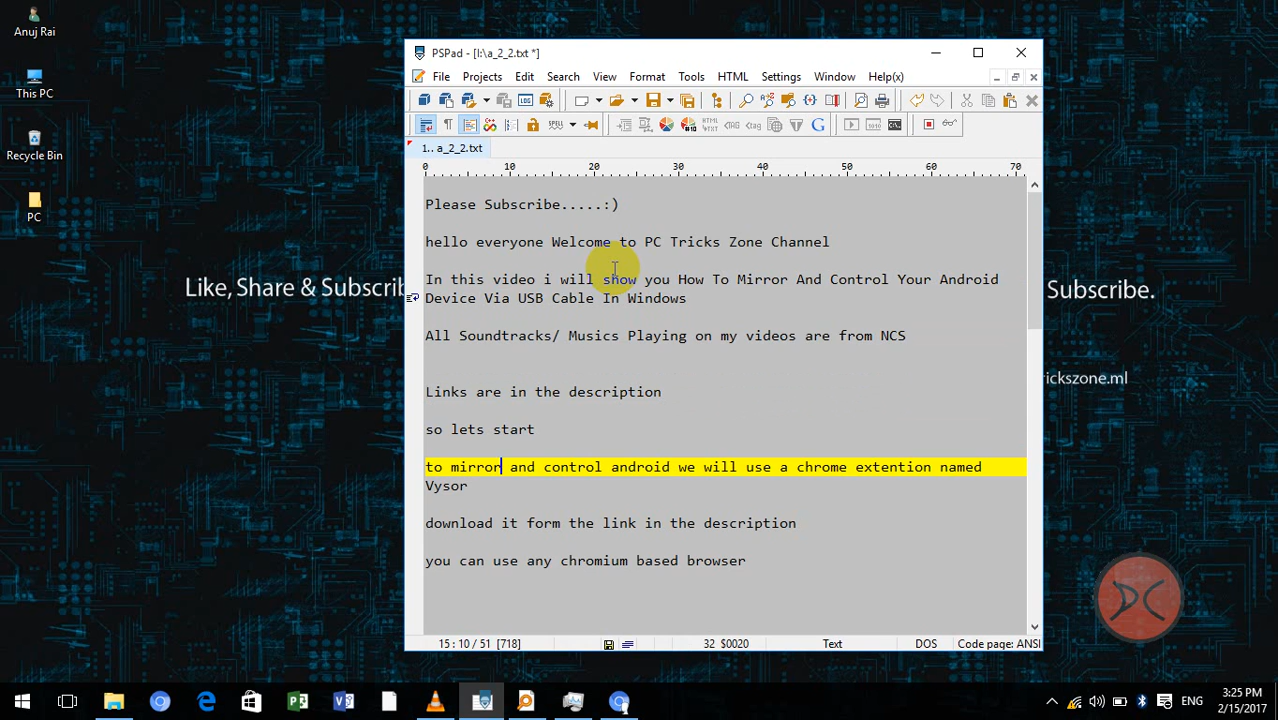 Anuj Rai
This PC
Recycle Bin
PC
Like, Share & Subscrib
Subscribe.
ickszone.ml
PSPad - [I:\a_2_2.txt *]
File Projects Edit Search View Format Tools HTML Settings Window Help(x)
1.. a_2_2.txt
0 10 20 30 40 50 60 70
Please Subscribe.....:)
hello everyone Welcome to PC Tricks Zone Channel
In this video i will show you How To Mirror And Control Your Android
Device Via USB Cable In Windows
All Soundtracks/ Musics Playing on my videos are from NCS
Links are in the description
so lets start
to mirror and control android we will use a chrome extention named
Vysor
download it form the link in the description
you can use any chromium based browser
15 : 10 / 51 [718]
32 $0020
Text
DOS
Code page: ANSI
ENG
3:25 PM
2/15/2017